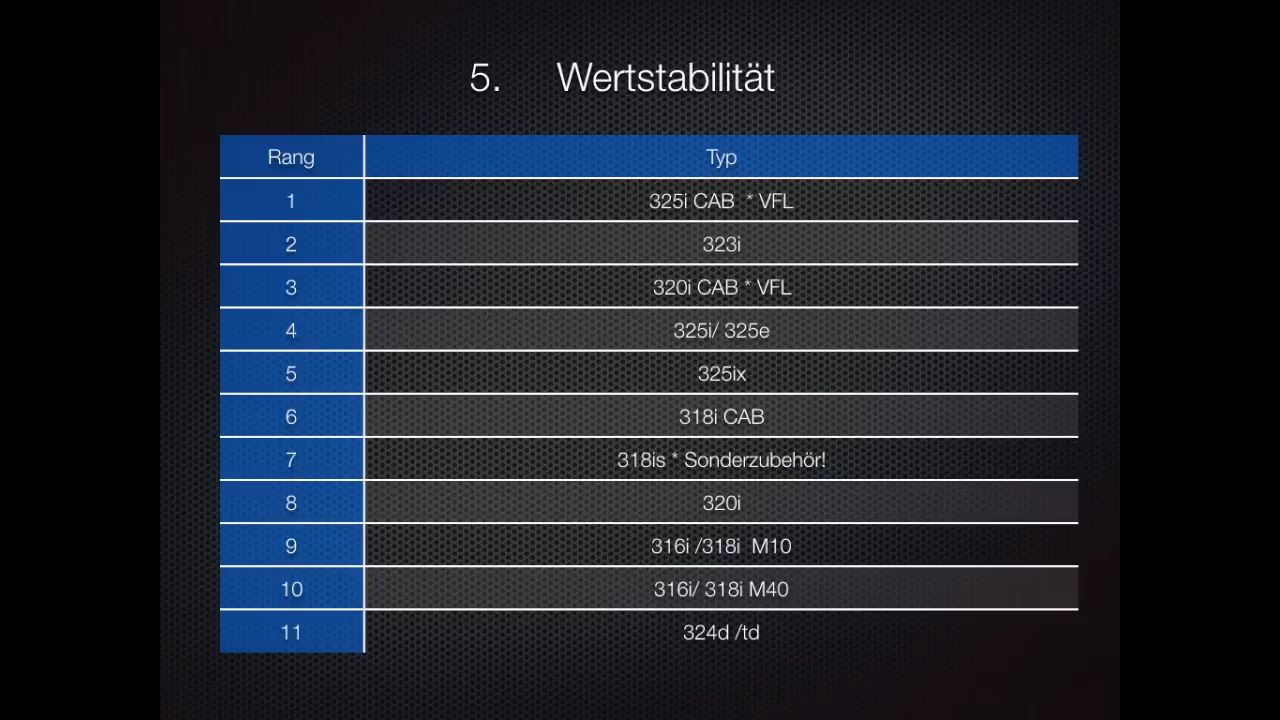 5. Wertstabilität
Rang Typ
1 325i CAB * VFL
2 323i
3 320i CAB * VFL
4 325i/ 325e
5 325ix
6 318i CAB
7 318is * Sonderzubehör!
8 320i
9 316i /318i M10
10 316i/ 318i M40
11 324d /td